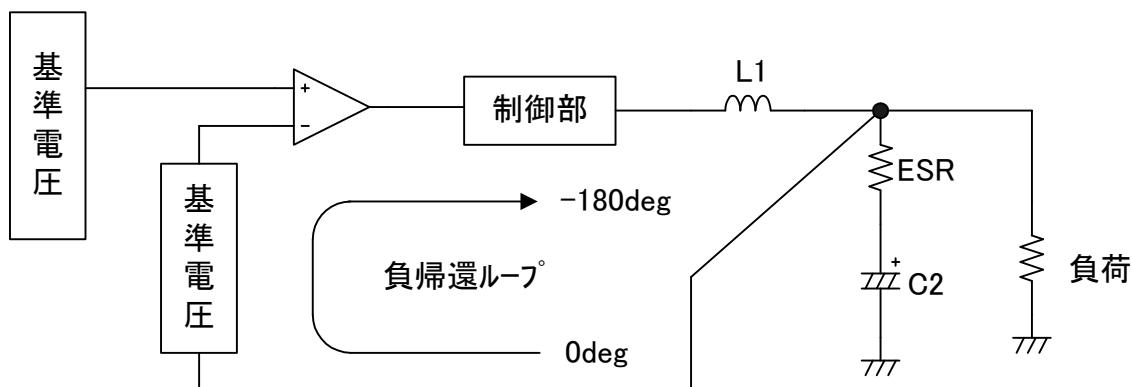 基準電圧
+
−
制御部
L1
ESR
基準電圧
−180deg
負帰還ループ
+
C2
負荷
0deg